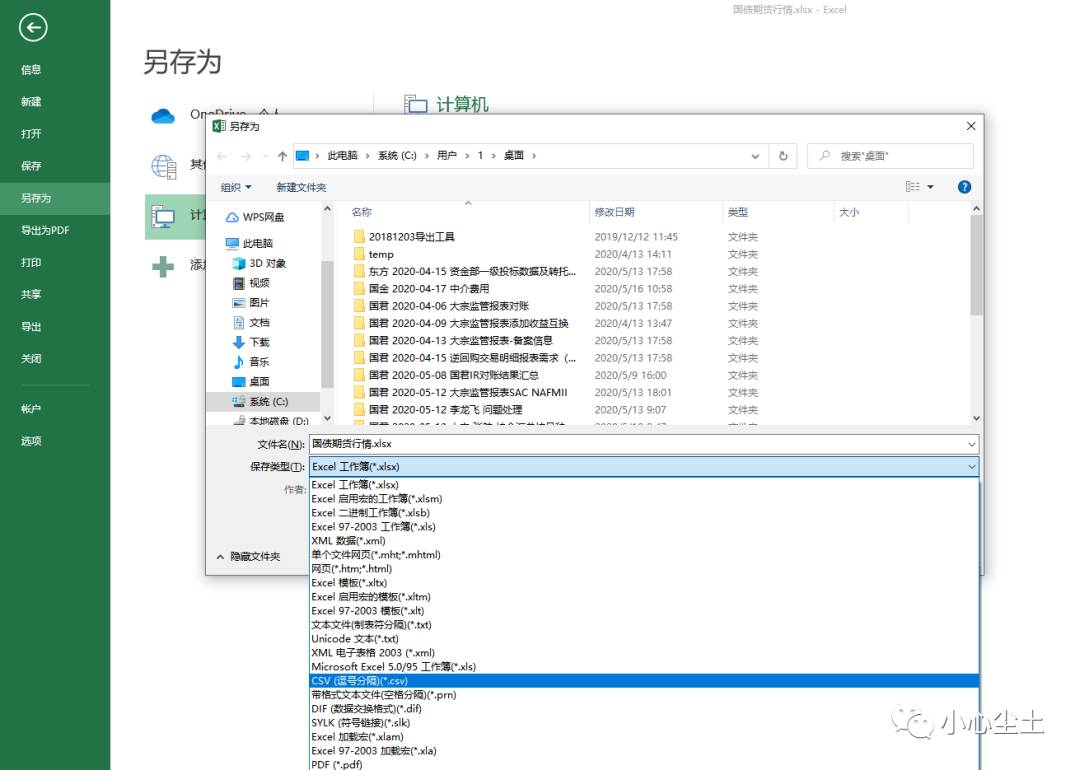 国债期货行情.xlsx - Excel
信息
新建
打开
保存
另存为
导出为PDF
打印
共享
导出
关闭
帐户
选项
另存为
计算机
另存为
此电脑 › 系统 (C:) › 用户 › 1 › 桌面 ›
搜索"桌面"
组织 新建文件夹
WPS网盘
此电脑
3D 对象
视频
图片
文档
下载
音乐
桌面
系统 (C:)
本地磁盘 (D:)
名称 修改日期 类型 大小
20181203导出工具 2019/12/12 11:45 文件夹
temp 2020/4/13 14:11 文件夹
东方 2020-04-15 资金部一级投标数据及转托... 2020/5/13 17:58 文件夹
国金 2020-04-17 中介费用 2020/5/16 10:58 文件夹
国君 2020-04-06 大宗监管报表对账 2020/5/13 17:58 文件夹
国君 2020-04-09 大宗监管报表添加收益互换 2020/4/13 13:47 文件夹
国君 2020-04-13 大宗监管报表-备案信息 2020/5/13 17:58 文件夹
国君 2020-04-15 逆回购交易明细报表需求（... 2020/5/13 17:58 文件夹
国君 2020-05-08 国君IR对账结果汇总 2020/5/9 16:00 文件夹
国君 2020-05-12 大宗监管报表SAC NAFMII 2020/5/13 18:01 文件夹
国君 2020-05-12 李龙飞 问题处理 2020/5/13 9:07 文件夹
文件名(N): 国债期货行情.xlsx
保存类型(T): Excel 工作簿(*.xlsx)
作者:
隐藏文件夹
Excel 工作簿(*.xlsx)
Excel 启用宏的工作簿(*.xlsm)
Excel 二进制工作簿(*.xlsb)
Excel 97-2003 工作簿(*.xls)
XML 数据(*.xml)
单个文件网页(*.mht;*.mhtml)
网页(*.htm;*.html)
Excel 模板(*.xltx)
Excel 启用宏的模板(*.xltm)
Excel 97-2003 模板(*.xlt)
文本文件(制表符分隔)(*.txt)
Unicode 文本(*.txt)
XML 电子表格 2003 (*.xml)
Microsoft Excel 5.0/95 工作簿(*.xls)
CSV (逗号分隔)(*.csv)
带格式文本文件(空格分隔)(*.prn)
DIF (数据交换格式)(*.dif)
SYLK (符号链接)(*.slk)
Excel 加载宏(*.xlam)
Excel 97-2003 加载宏(*.xla)
PDF (*.pdf)
小心尘土